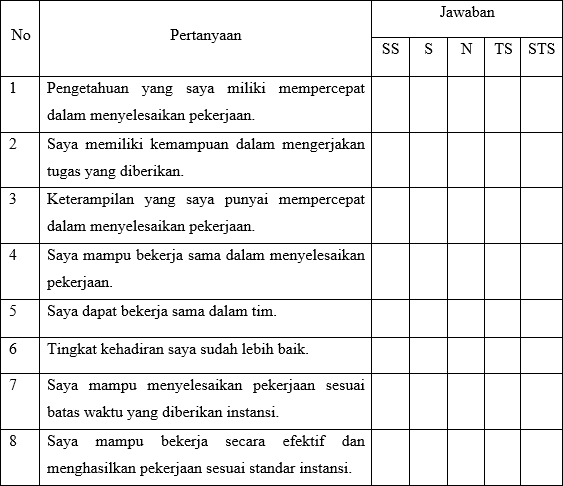 No Pertanyaan Jawaban
SS S N TS STS
1 Pengetahuan yang saya miliki mempercepat
dalam menyelesaikan pekerjaan.
2 Saya memiliki kemampuan dalam mengerjakan
tugas yang diberikan.
3 Keterampilan yang saya punyai mempercepat
dalam menyelesaikan pekerjaan.
4 Saya mampu bekerja sama dalam menyelesaikan
pekerjaan.
5 Saya dapat bekerja sama dalam tim.
6 Tingkat kehadiran saya sudah lebih baik.
7 Saya mampu menyelesaikan pekerjaan sesuai
batas waktu yang diberikan instansi.
8 Saya mampu bekerja secara efektif dan
menghasilkan pekerjaan sesuai standar instansi.